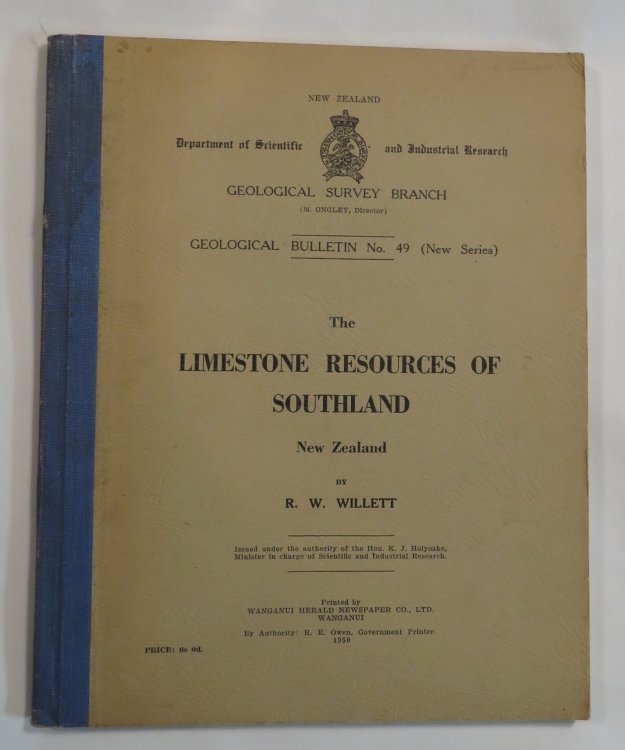 NEW ZEALAND
Department of Scientific and Industrial Research
GEOLOGICAL SURVEY BRANCH
(M. ONGLEY, Director)
GEOLOGICAL BULLETIN No. 49 (New Series)
The
LIMESTONE RESOURCES OF
SOUTHLAND
New Zealand
BY
R. W. WILLETT
Issued under the authority of the Hon. K. J. Holyoake,
Minister in charge of Scientific and Industrial Research.
Printed by
WANGANUI HERALD NEWSPAPER CO., LTD.
WANGANUI
By Authority: R. E. Owen, Government Printer.
1950
PRICE: 6s 0d.